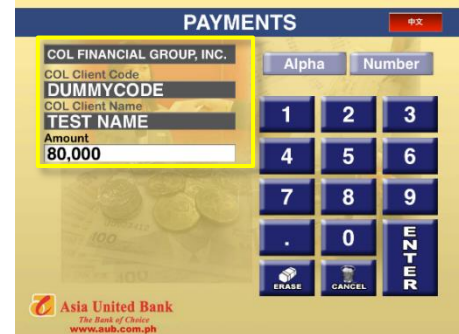 PAYMENTS
中文
COL FINANCIAL GROUP, INC.
COL Client Code
DUMMYCODE
COL Client Name
TEST NAME
Amount
80,000
Alpha
Number
1 2 3
4 5 6
7 8 9
. 0 ENTER
ERASE CANCEL
100
Asia United Bank
The Bank of Choice
www.aub.com.ph